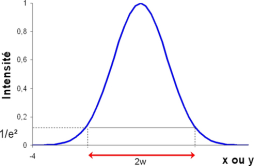 Intensité
1
0,8
0,6
0,4
0,2
1/e²
0
-4
2w
x ou y